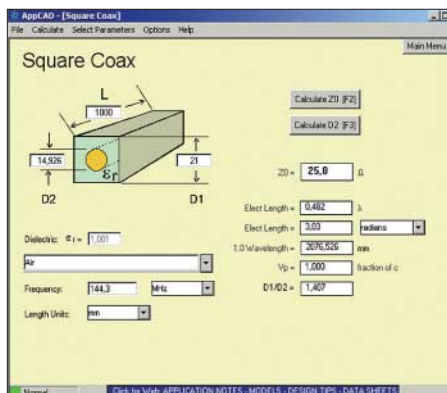 AppCAD - [Square Coax]
File Calculate Select Parameters Options Help
Main Menu
Square Coax
L
1000
14,926
21
D2
εr
D1
Calculate Z0 [F2]
Calculate D2 [F3]
Z0 = 25,0 Ω
Elect Length = 0,482 λ
Elect Length = 3,03 radians
1.0 Wavelength = 2076,526 mm
Vp = 1,000 fraction of c
D1/D2 = 1,407
Dielectric: εr = 1,001
Air
Frequency: 144,3 MHz
Length Units: mm
Normal
Click for Web: APPLICATION NOTES - MODELS - DESIGN TIPS - DATA SHEETS